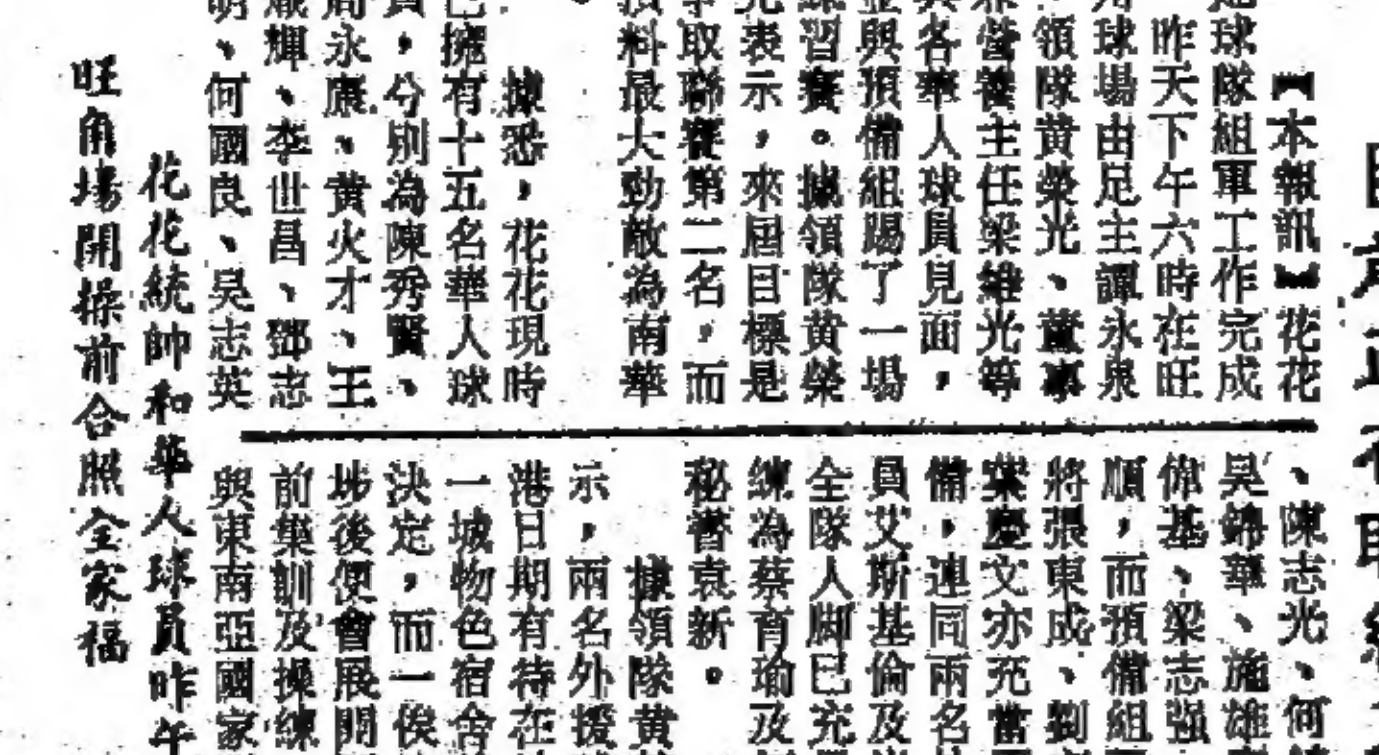 【本報訊】花花
足球隊組軍工作完成
，昨天下午六時在旺
角球場由足主譚永泉
、領隊黃榮光、董事
營養主任梁維光等
與各華人球員見面，
並與預備組踢了一場
練習賽。據領隊黃榮
光表示，來屆目標是
爭取聯賽第二名，而
預料最大勁敵為南華
。
據悉，花花現時
已擁有十五名華人球
員，分別為陳秀賢、
周永康、黃火才、王
熾輝、李世昌、鄧志
明、何國良、吳志英
、陳志光、何
吳錦華、施雄
偉基、梁志强
順，而預備組
將張東成、劉
葉慶文亦充當
備，連同兩名
員艾斯基倫及
全隊人脚已充
練為蔡育瑜及
秘書袁新。
據領隊黃
示，兩名外援
港日期有待在
一城物色宿舍
決定，而一俟
埗後便會展開
前集訓及操練
與東南亞國家
花花統帥和華人球員昨午
旺角場開操前合照全家福